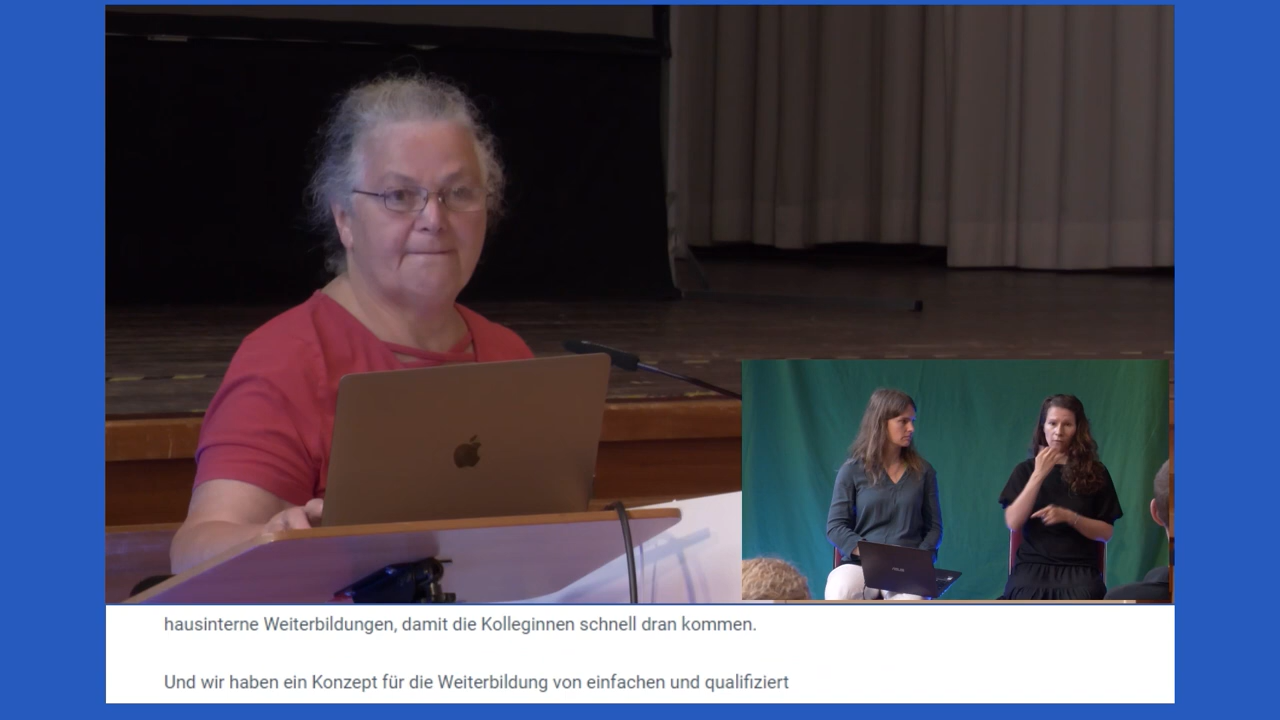 hausinterne Weiterbildungen, damit die Kolleginnen schnell dran kommen.
Und wir haben ein Konzept für die Weiterbildung von einfachen und qualifiziert